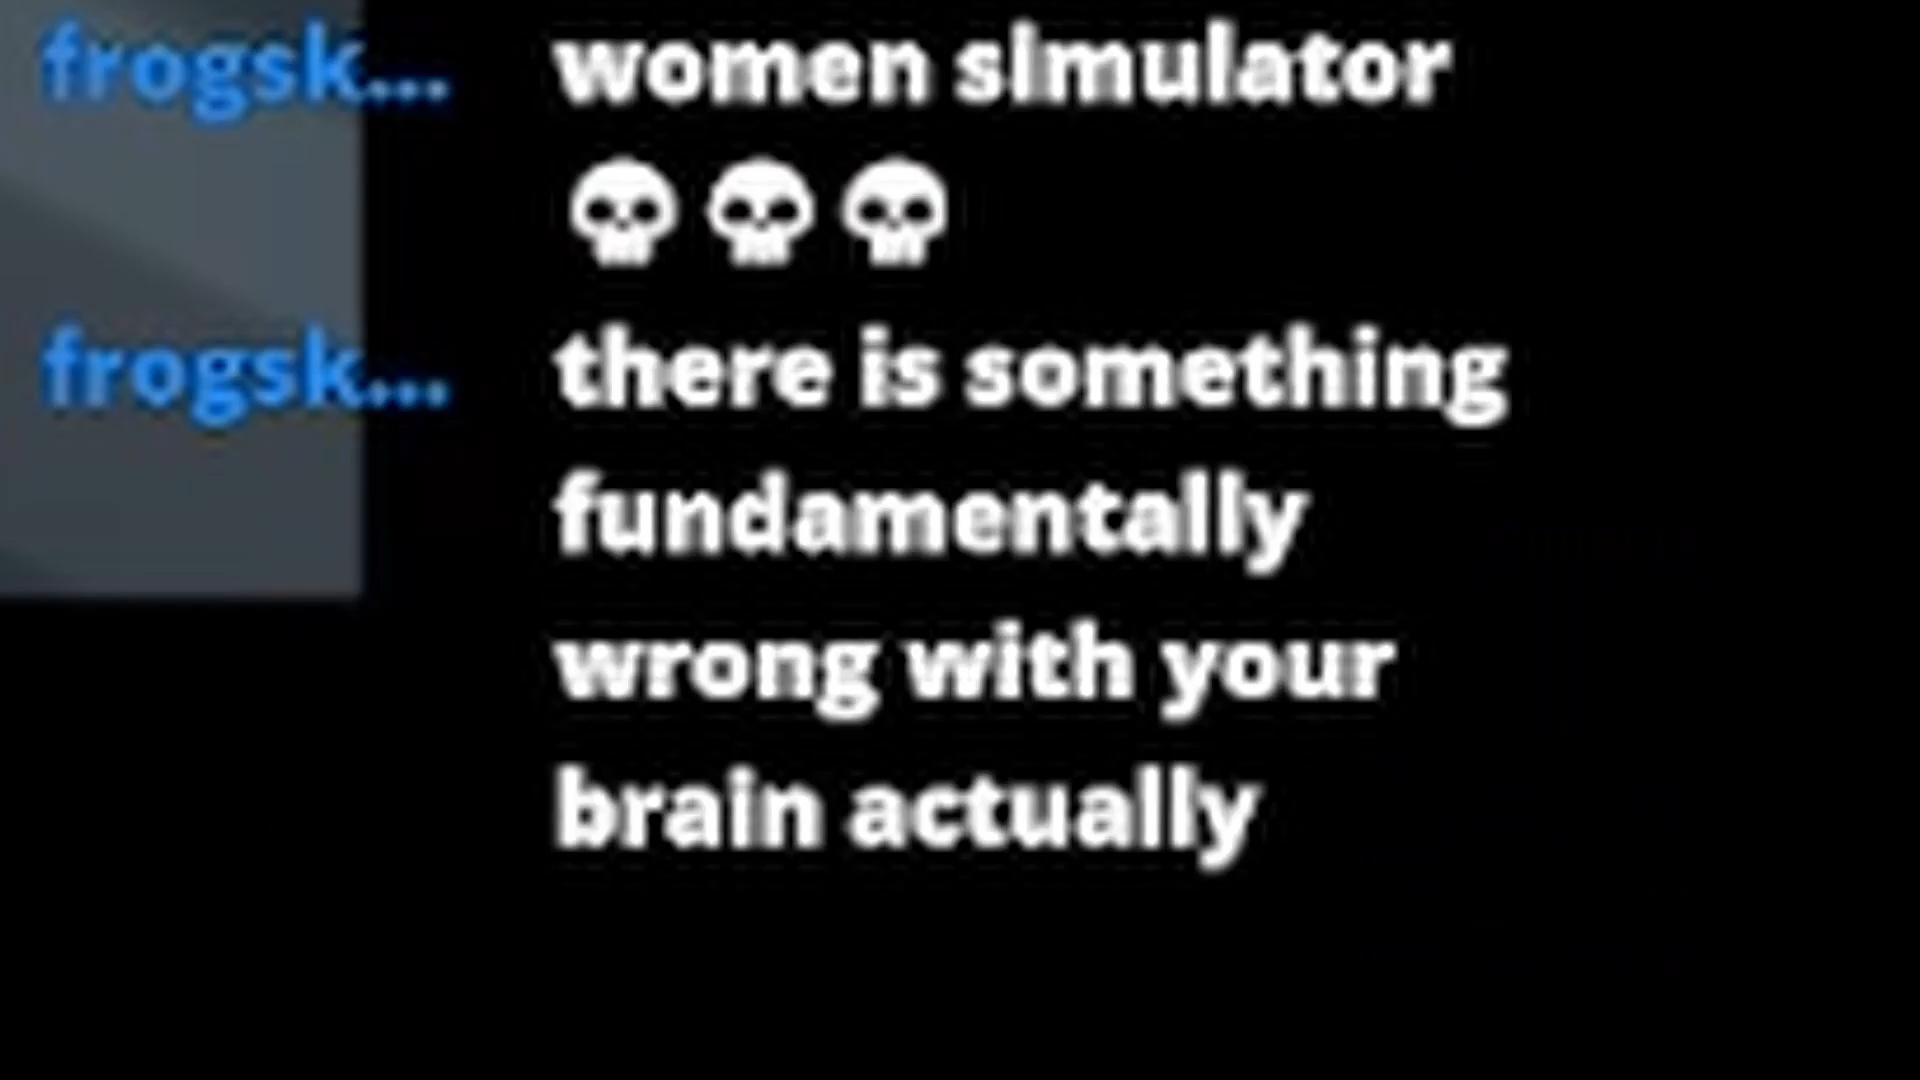 frogsk... women simulator
💀💀💀
frogsk... there is something
fundamentally
wrong with your
brain actually